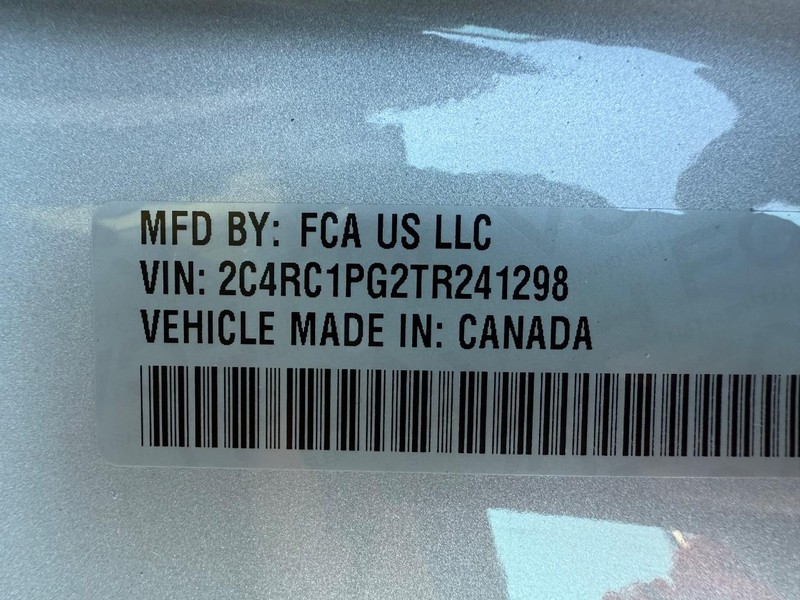 MFD BY: FCA US LLC
VIN: 2C4RC1PG2TR241298
VEHICLE MADE IN: CANADA